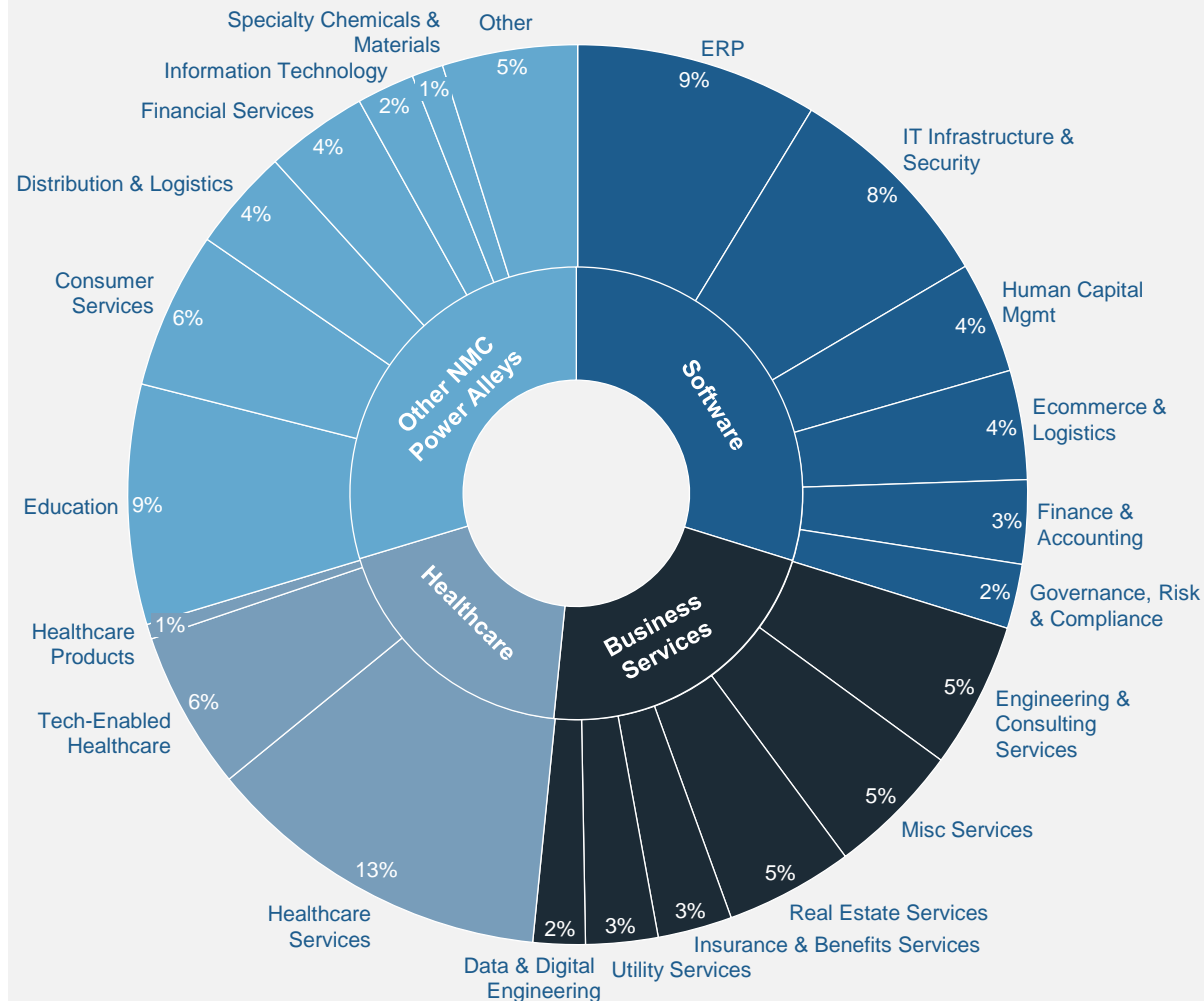 Specialty Chemicals &
Materials
Other
5%
1%
Information Technology
2%
Financial Services
4%
Distribution & Logistics
4%
Consumer
Services
6%
Education
9%
Healthcare
Products
1%
Tech-Enabled
Healthcare
6%
Healthcare
Services
13%
ERP
9%
IT Infrastructure &
Security
8%
Human Capital
Mgmt
4%
Ecommerce &
Logistics
4%
Finance &
Accounting
3%
Governance, Risk
& Compliance
2%
Engineering &
Consulting
Services
5%
Misc Services
5%
Real Estate Services
5%
Insurance & Benefits Services
3%
Utility Services
3%
Data & Digital
Engineering
2%
Other NMC
Power Alleys
Software
Healthcare
Business
Services